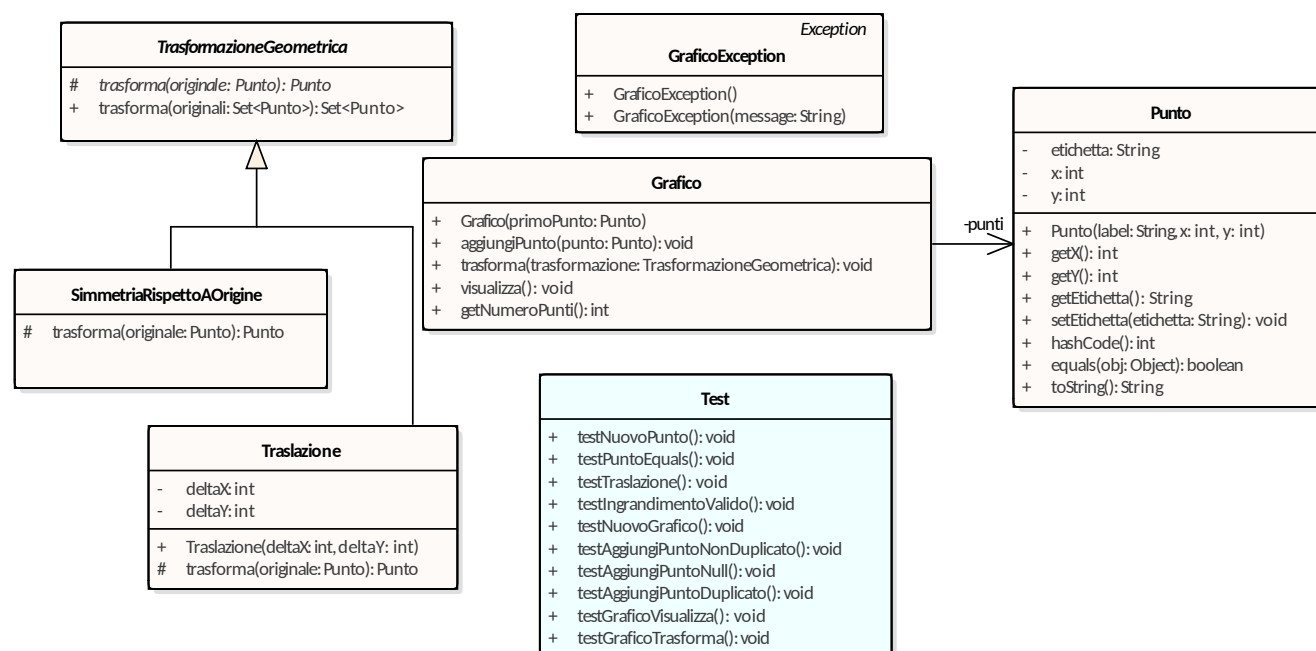 TrasformazioneGeometrica
# trasforma(originale: Punto): Punto
+ trasforma(originali: Set<Punto>): Set<Punto>
Exception
GraficoException
+ GraficoException()
+ GraficoException(message: String)
Punto
- etichetta: String
- x: int
- y: int
+ Punto(label: String, x: int, y: int)
+ getX(): int
+ getY(): int
+ getEtichetta(): String
+ setEtichetta(etichetta: String): void
+ hashCode(): int
+ equals(obj: Object): boolean
+ toString(): String
Grafico
+ Grafico(primoPunto: Punto)
+ aggiungiPunto(punto: Punto): void
+ trasforma(trasformazione: TrasformazioneGeometrica): void
+ visualizza(): void
+ getNumeroPunti(): int
-punti
SimmetriaRispettoAOrigine
# trasforma(originale: Punto): Punto
Traslazione
- deltaX: int
- deltaY: int
+ Traslazione(deltaX: int, deltaY: int)
# trasforma(originale: Punto): Punto
Test
+ testNuovoPunto(): void
+ testPuntoEquals(): void
+ testTraslazione(): void
+ testIngrandimentoValido(): void
+ testNuovoGrafico(): void
+ testAggiungiPuntoNonDuplicato(): void
+ testAggiungiPuntoNull(): void
+ testAggiungiPuntoDuplicato(): void
+ testGraficoVisualizza(): void
+ testGraficoTrasforma(): void